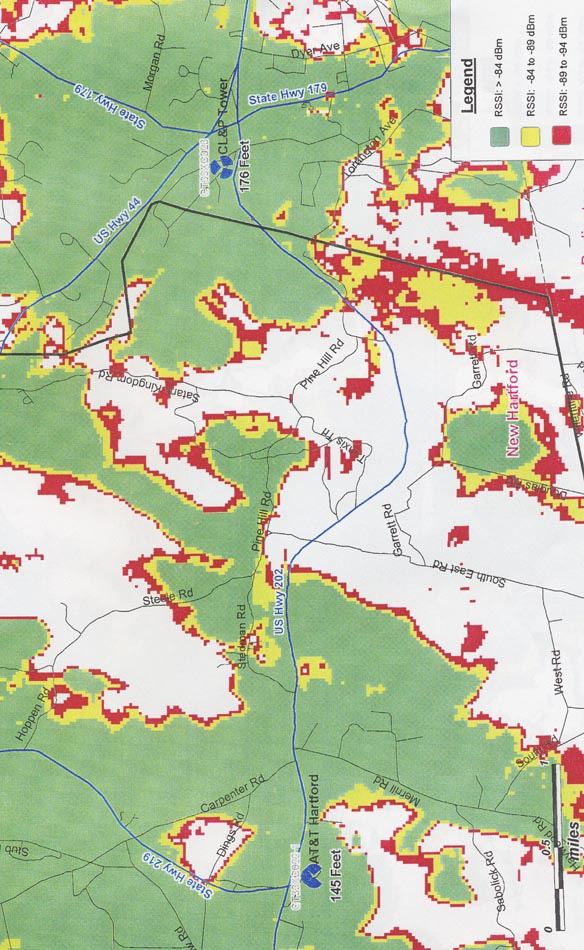 Morgan Rd
Dyer Ave
State Hwy 179
State Hwy 179
CL&P Tower
176 Feet
Torrington Ave
US Hwy 44
Legend
RSSI: > -84 dBm
RSSI: -84 to -89 dBm
RSSI: -89 to -94 dBm
Satan Kingdom Rd
Pine Hill Rd
Garrett Rd
New Hartford
Pine Hill Rd
Garrett Rd
Douglas Rd
South East Rd
Steele Rd
Stedman Rd
US Hwy 202
Hoppen Rd
West Rd
South Rd
Carpenter Rd
Merrill Rd
Dings Rd
State Hwy 219
AT&T Hartford
145 Feet
Sabolick Rd
0
0.5
miles